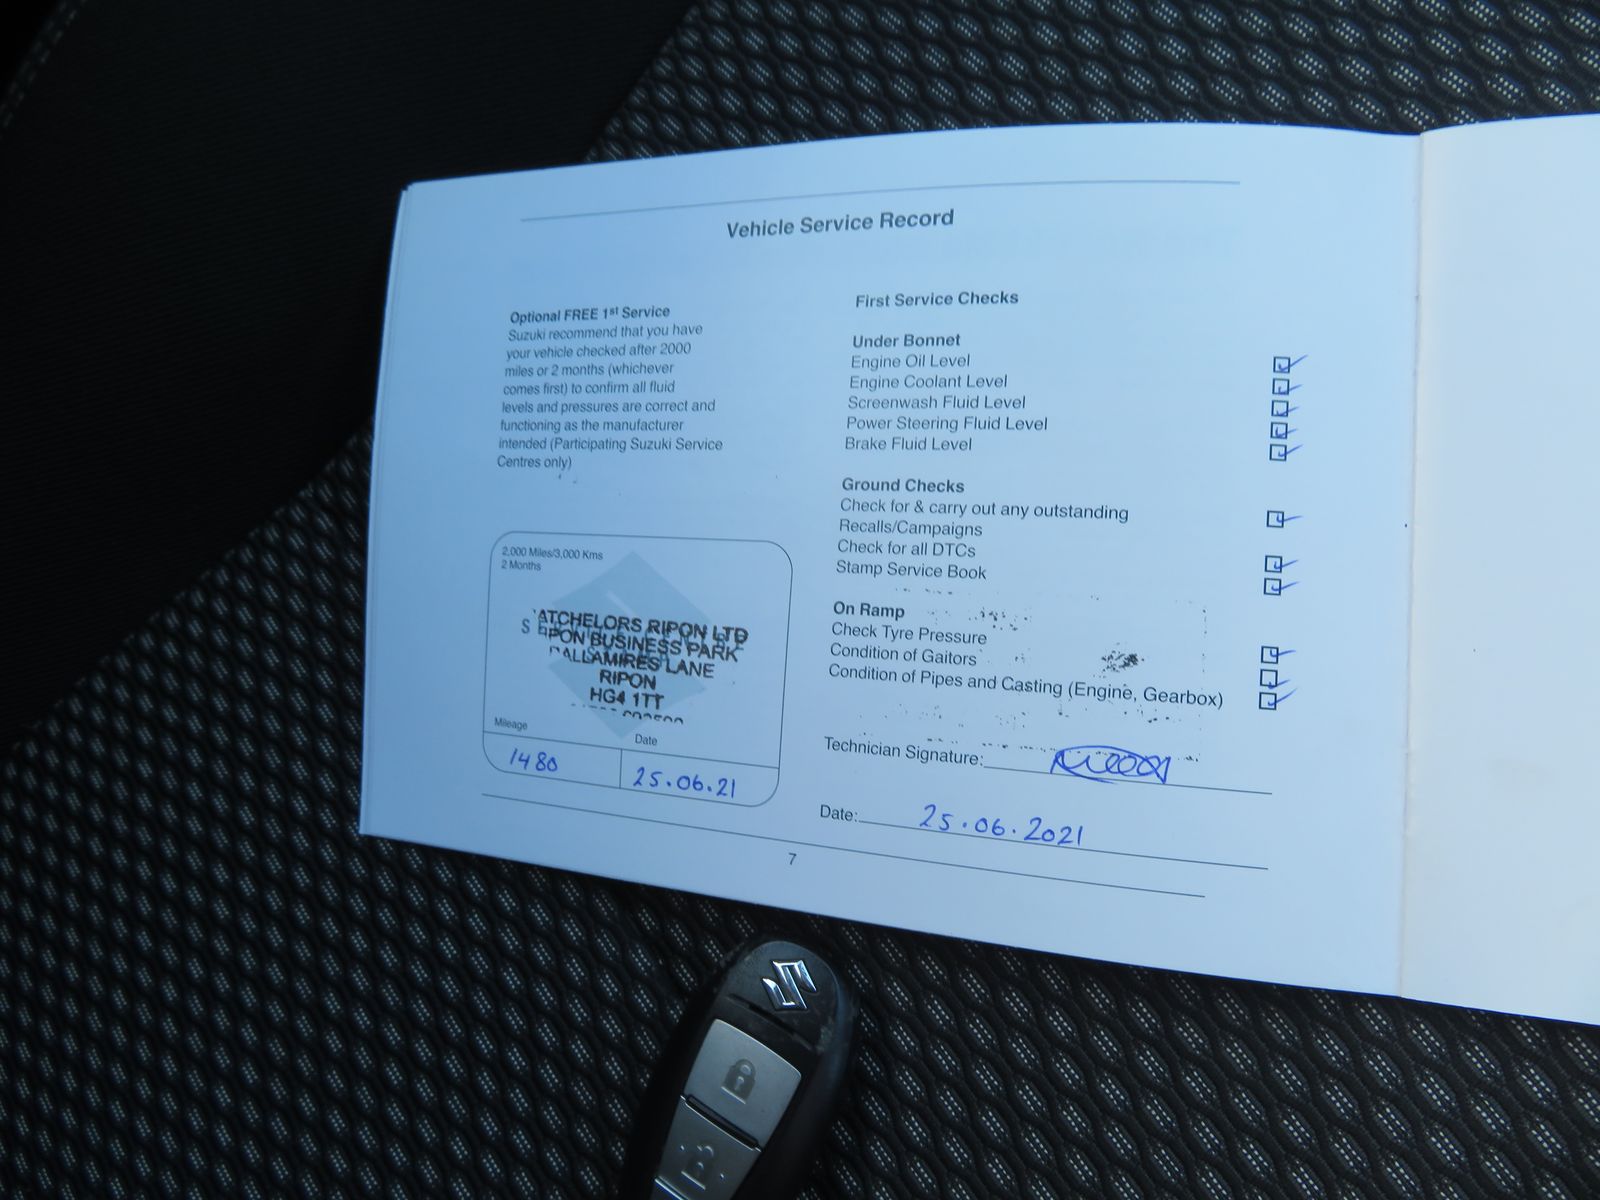 Vehicle Service Record
Optional FREE 1st Service
Suzuki recommend that you have
your vehicle checked after 2000
miles or 2 months (whichever
comes first) to confirm all fluid
levels and pressures are correct and
functioning as the manufacturer
intended (Participating Suzuki Service
Centres only)
2,000 Miles/3,000 Kms
2 Months
ATCHELORS RIPON LTD
IPON BUSINESS PARK
DALLAMIRES LANE
RIPON
HG4 1TT
Mileage
Date
1480
25.06.21
First Service Checks
Under Bonnet
Engine Oil Level
Engine Coolant Level
Screenwash Fluid Level
Power Steering Fluid Level
Brake Fluid Level
Ground Checks
Check for & carry out any outstanding
Recalls/Campaigns
Check for all DTCs
Stamp Service Book
On Ramp
Check Tyre Pressure
Condition of Gaitors
Condition of Pipes and Casting (Engine, Gearbox)
Technician Signature:
Date: 25.06.2021
7